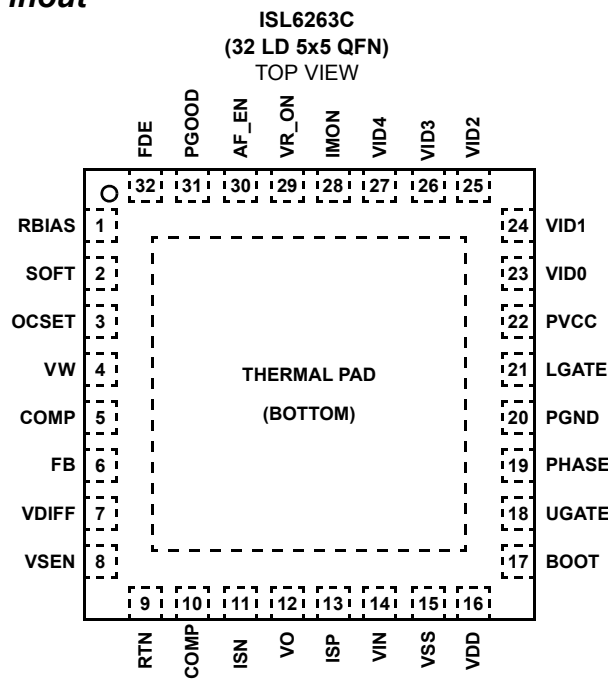 ISL6263C
(32 LD 5x5 QFN)
TOP VIEW
FDE
PGOOD
AF_EN
VR_ON
IMON
VID4
VID3
VID2
32 31 30 29 28 27 26 25
RBIAS 1
SOFT 2
OCSET 3
VW 4
COMP 5
FB 6
VDIFF 7
VSEN 8
THERMAL PAD
(BOTTOM)
24 VID1
23 VID0
22 PVCC
21 LGATE
20 PGND
19 PHASE
18 UGATE
17 BOOT
9 10 11 12 13 14 15 16
RTN
COMP
ISN
VO
ISP
VIN
VSS
VDD